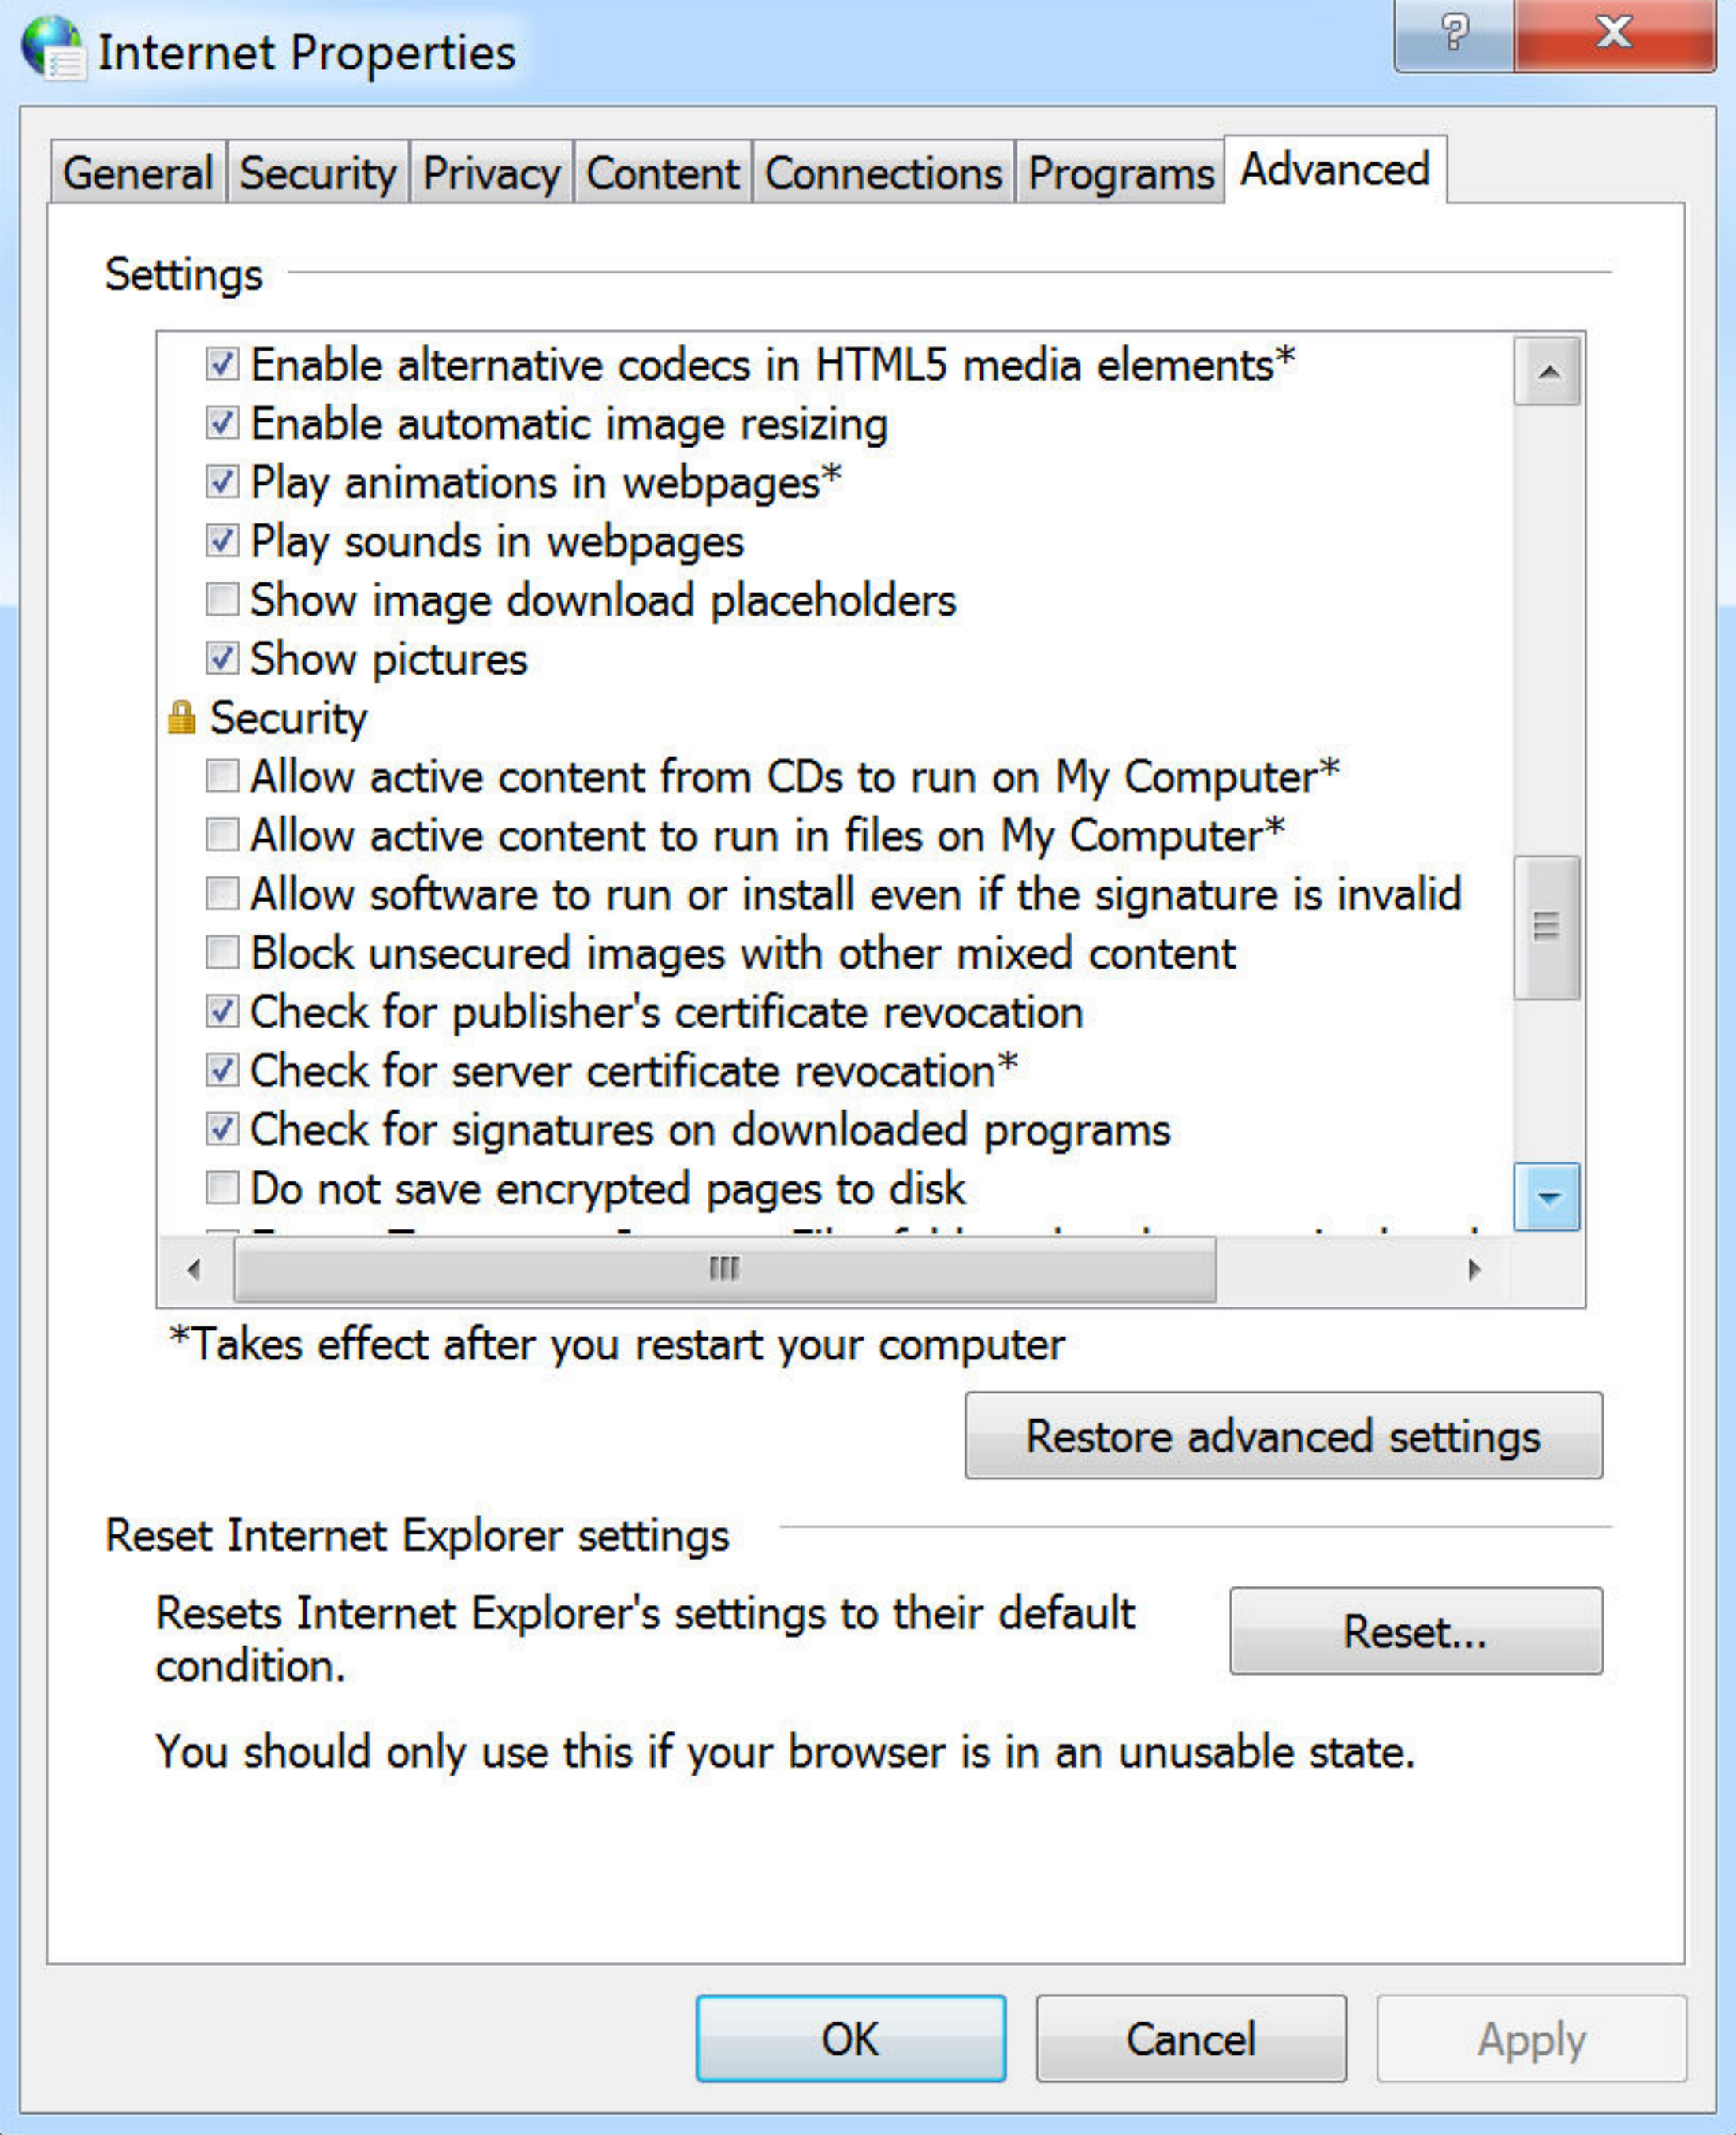 Internet Properties
General Security Privacy Content Connections Programs Advanced
Settings
Enable alternative codecs in HTML5 media elements*
Enable automatic image resizing
Play animations in webpages*
Play sounds in webpages
Show image download placeholders
Show pictures
Security
Allow active content from CDs to run on My Computer*
Allow active content to run in files on My Computer*
Allow software to run or install even if the signature is invalid
Block unsecured images with other mixed content
Check for publisher's certificate revocation
Check for server certificate revocation*
Check for signatures on downloaded programs
Do not save encrypted pages to disk
*Takes effect after you restart your computer
Restore advanced settings
Reset Internet Explorer settings
Resets Internet Explorer's settings to their default
condition.
Reset...
You should only use this if your browser is in an unusable state.
OK Cancel Apply